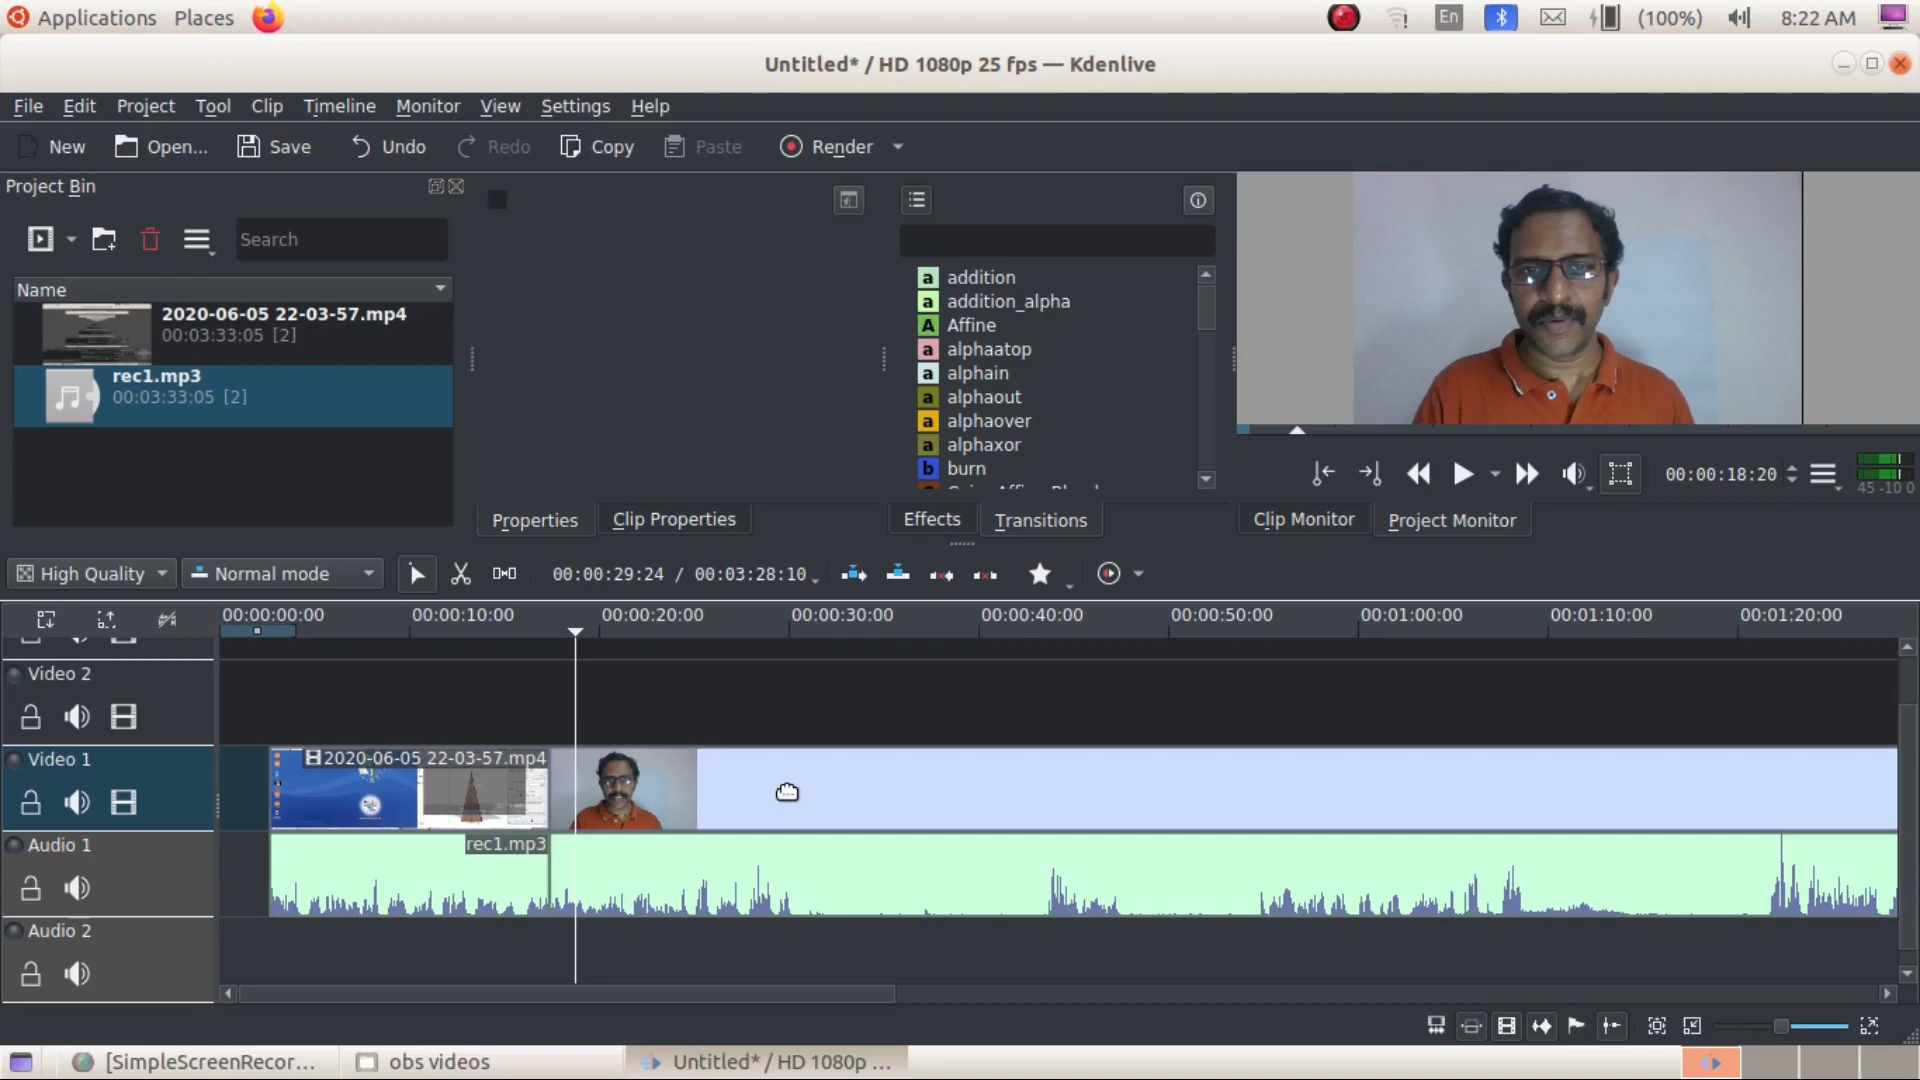 Applications Places En (100%) 8:22 AM
Untitled* / HD 1080p 25 fps — Kdenlive
File Edit Project Tool Clip Timeline Monitor View Settings Help
New Open... Save Undo Redo Copy Paste Render
Project Bin
Search
Name
2020-06-05 22-03-57.mp4
00:03:33:05 [2]
rec1.mp3
00:03:33:05 [2]
a addition
a addition_alpha
A Affine
a alphaatop
a alphain
a alphaout
a alphaover
a alphaxor
b burn
00:00:18:20
45 -10 0
Properties Clip Properties Effects Transitions Clip Monitor Project Monitor
High Quality Normal mode 00:00:29:24 / 00:03:28:10
00:00:00:00 00:00:10:00 00:00:20:00 00:00:30:00 00:00:40:00 00:00:50:00 00:01:00:00 00:01:10:00 00:01:20:00
Video 2
Video 1
2020-06-05 22-03-57.mp4
Audio 1
rec1.mp3
Audio 2
[SimpleScreenRecor... obs videos Untitled* / HD 1080p ...